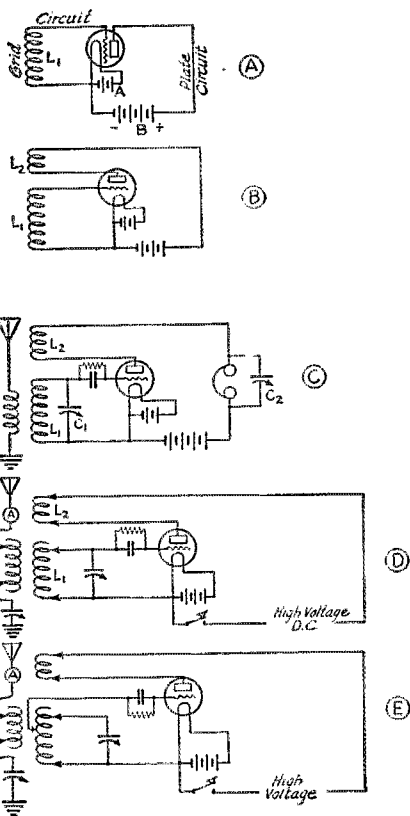 Circuit
Grid
L₁
A
Plate
Circuit
- B +
A
L₂
L₁
B
L₂
L₁
C₁
C₂
C
A
L₂
L₁
High Voltage
D.C
D
A
High
Voltage
E